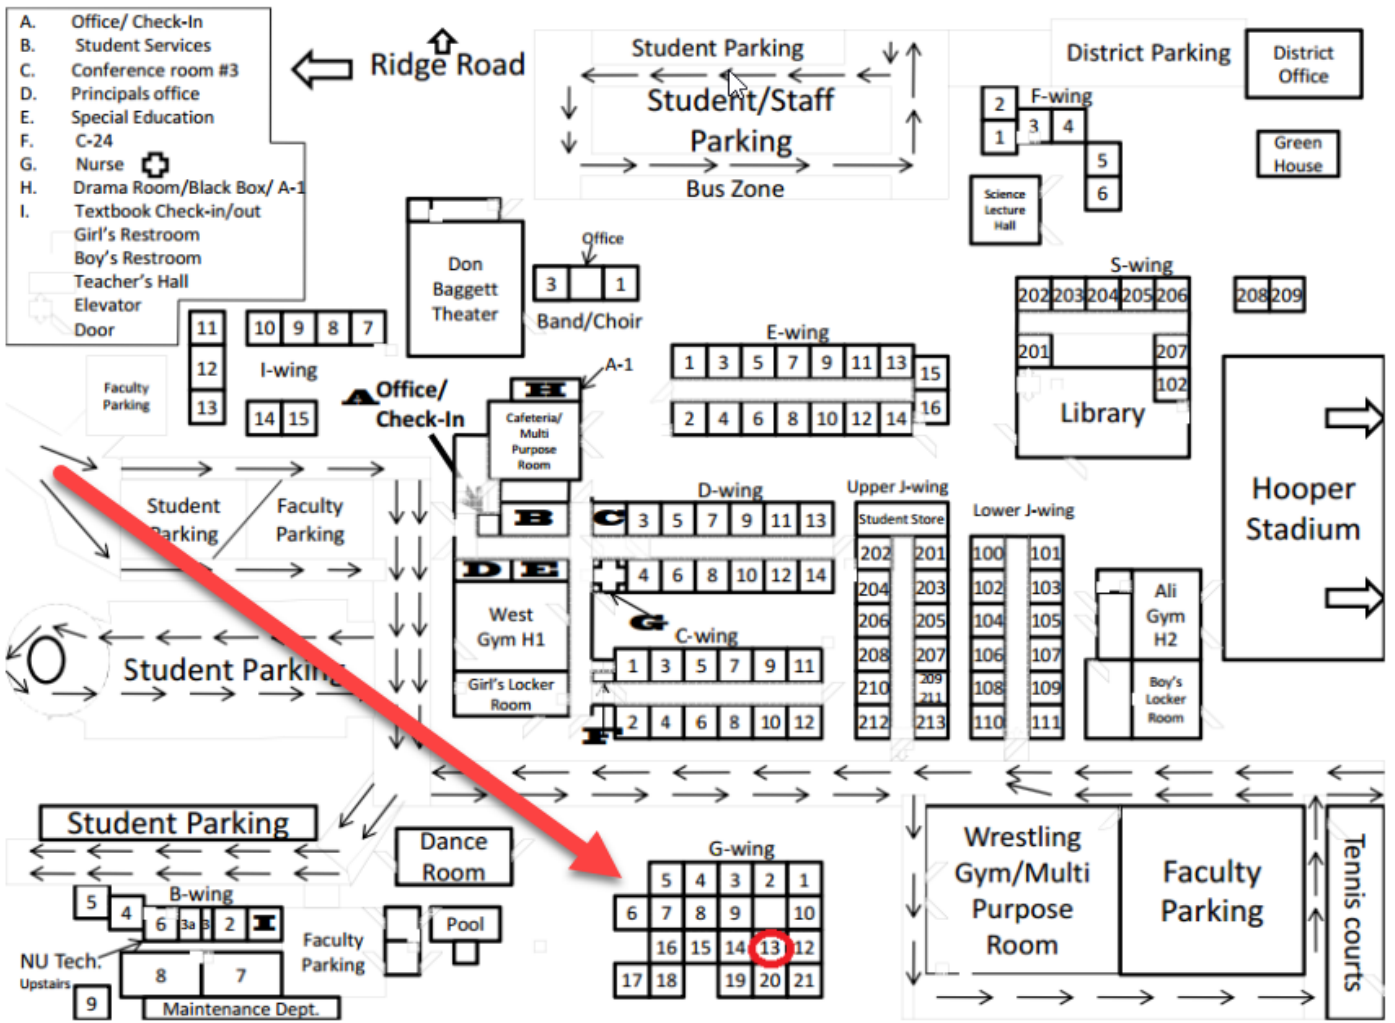 A. Office/ Check-In
B. Student Services
C. Conference room #3
D. Principals office
E. Special Education
F. C-24
G. Nurse
H. Drama Room/Black Box/ A-1
I. Textbook Check-in/out
Girl's Restroom
Boy's Restroom
Teacher's Hall
Elevator
Door
Ridge Road
Student Parking
Student/Staff
Parking
Bus Zone
District Parking
District
Office
Green
House
F-wing
2
3 4
1
5
6
Science
Lecture
Hall
Don
Baggett
Theater
Office
3 1
Band/Choir
S-wing
202 203 204 205 206
208 209
201 207
102
Library
11
10 9 8 7
12
I-wing
13
14 15
Faculty
Parking
A Office/
Check-In
A-1
H
Cafeteria/
Multi
Purpose
Room
E-wing
1 3 5 7 9 11 13
15
16
2 4 6 8 10 12 14
Hooper
Stadium
Student
Parking
Faculty
Parking
B
D E
West
Gym H1
Girl's Locker
Room
D-wing
C 3 5 7 9 11 13
4 6 8 10 12 14
G
C-wing
1 3 5 7 9 11
2 4 6 8 10 12
F
Upper J-wing
Student Store
202 201
204 203
206 205
208 207
210 209
211
212 213
Lower J-wing
100 101
102 103
104 105
106 107
108 109
110 111
Ali
Gym
H2
Boy's
Locker
Room
Student Parking
Student Parking
Dance
Room
B-wing
5
4
6 3a 3 2 I
NU Tech.
Upstairs
8 7
9
Maintenance Dept.
Faculty
Parking
Pool
G-wing
5 4 3 2 1
6 7 8 9 10
16 15 14 13 12
17 18 19 20 21
Wrestling
Gym/Multi
Purpose
Room
Faculty
Parking
Tennis courts